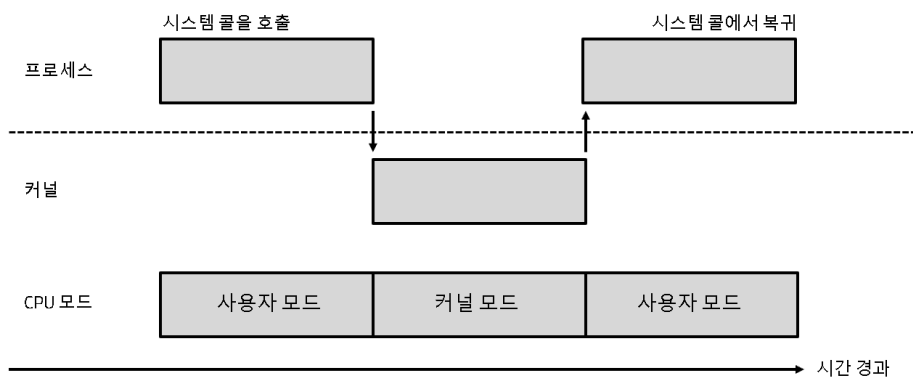 시스템 콜을 호출
시스템 콜에서 복귀
프로세스
커널
CPU 모드
사용자 모드
커널 모드
사용자 모드
시간 경과